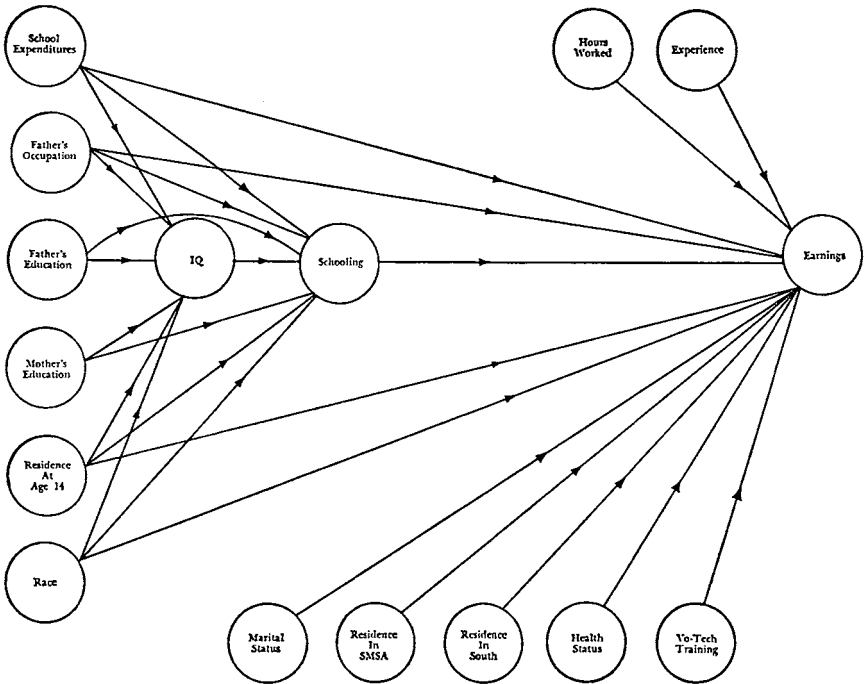 School
Expenditures
Hours
Worked
Experience
Father's
Occupation
Father's
Education
IQ
Schooling
Earnings
Mother's
Education
Residence
At
Age 14
Race
Marital
Status
Residence
In
SMSA
Residence
In
South
Health
Status
Vo-Tech
Training